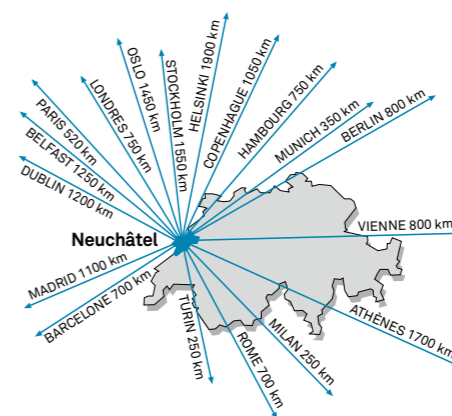 OSLO 1450 km
STOCKHOLM 1550 km
HELSINKI 1900 km
COPENHAGUE 1050 km
HAMBOURG 750 km
MUNICH 350 km
BERLIN 800 km
LONDRES 750 km
PARIS 520 km
BELFAST 1250 km
DUBLIN 1200 km
Neuchâtel
VIENNE 800 km
MADRID 1100 km
BARCELONE 700 km
TURIN 250 km
ROME 700 km
MILAN 250 km
ATHÈNES 1700 km